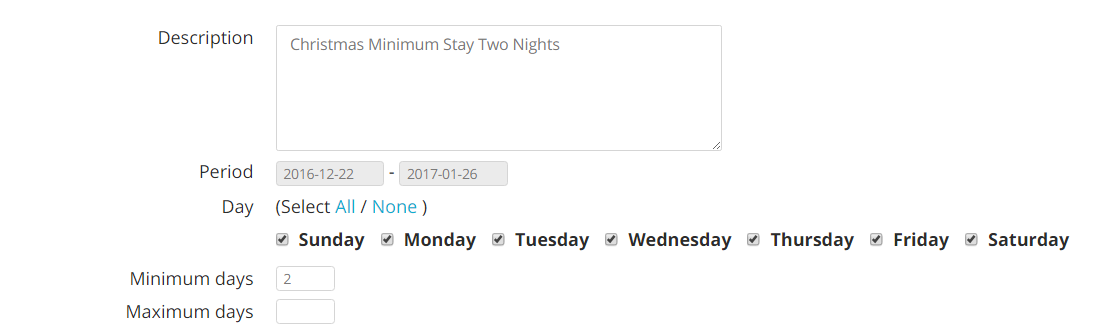 Description Christmas Minimum Stay Two Nights
Period 2016-12-22 - 2017-01-26
Day (Select All / None )
Sunday Monday Tuesday Wednesday Thursday Friday Saturday
Minimum days 2
Maximum days